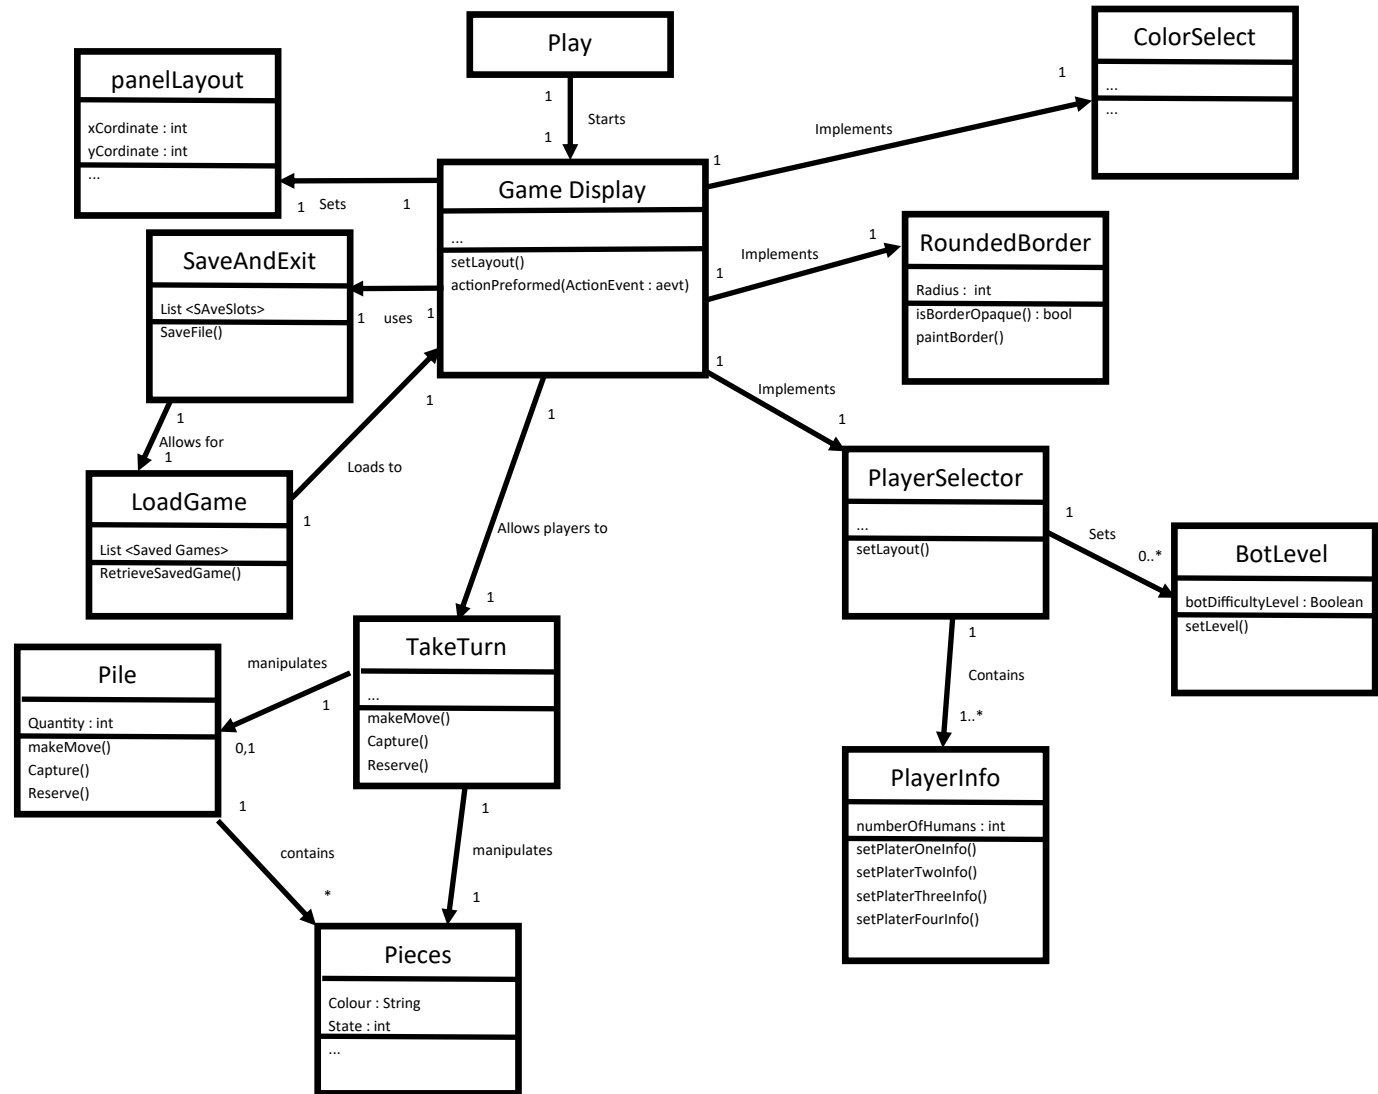 Play
1
Starts
1
panelLayout
xCordinate : int
yCordinate : int
...
ColorSelect
...
...
1
Implements
1
Game Display
...
setLayout()
actionPreformed(ActionEvent : aevt)
1
Sets
1
SaveAndExit
List <SAveSlots>
SaveFile()
1
uses
1
RoundedBorder
Radius :  int
isBorderOpaque() : bool
paintBorder()
1
Implements
1
1
Implements
1
1
Allows for
1
LoadGame
List <Saved Games>
RetrieveSavedGame()
1
Loads to
1
1
Allows players to
1
PlayerSelector
...
setLayout()
1
Sets
0..*
BotLevel
botDifficultyLevel : Boolean
setLevel()
TakeTurn
...
makeMove()
Capture()
Reserve()
manipulates
1
0,1
Pile
Quantity : int
makeMove()
Capture()
Reserve()
1
contains
*
1
manipulates
1
Pieces
Colour : String
State : int
...
1
Contains
1..*
PlayerInfo
numberOfHumans : int
setPlaterOneInfo()
setPlaterTwoInfo()
setPlaterThreeInfo()
setPlaterFourInfo()